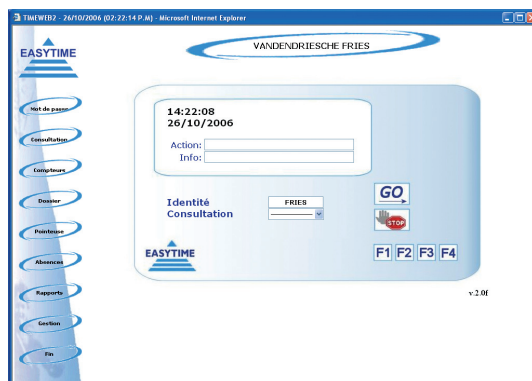 TIMEWEB2 - 26/10/2006 (02:22:14 P.M) - Microsoft Internet Explorer
EASYTIME
VANDENDRIESCHE FRIES
Mot de passe
Consultation
Compteurs
Dossier
Pointeuse
Absences
Rapports
Gestion
Fin
14:22:08
26/10/2006
Action:
Info:
Identité FRIES
Consultation
GO
STOP
EASYTIME
F1 F2 F3 F4
v.2.0f